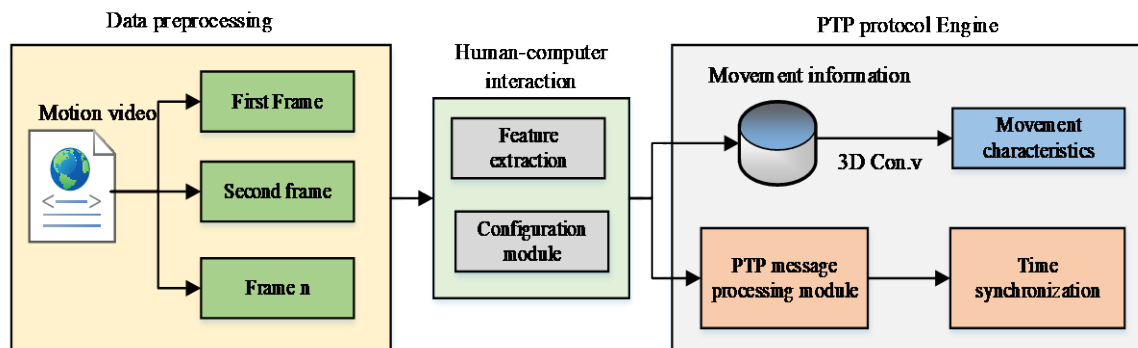 Data preprocessing
Motion video
First Frame
Second frame
Frame n
Human-computer
interaction
Feature
extraction
Configuration
module
PTP protocol Engine
Movement information
3D Con.v
Movement
characteristics
PTP message
processing module
Time
synchronization